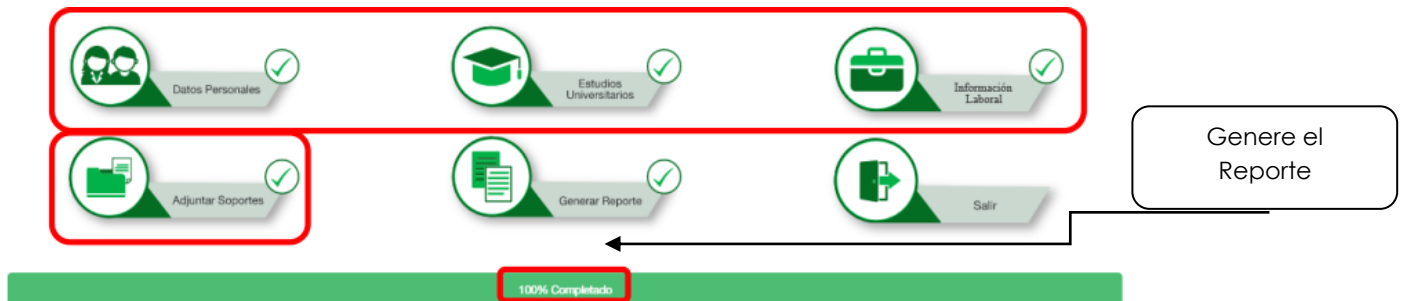 Datos Personales
Estudios
Universitarios
Información
Laboral
Genere el
Reporte
Adjuntar Soportes
Generar Reporte
Salir
100% Completado